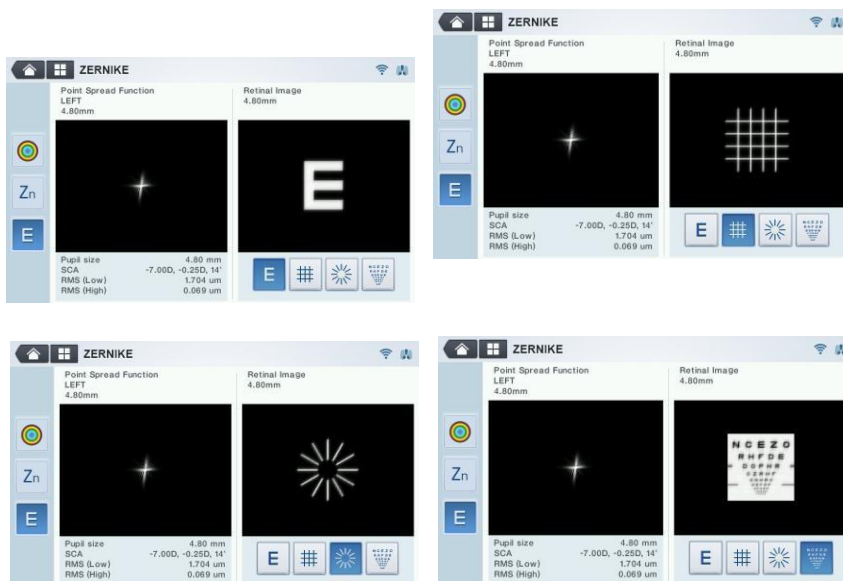 ZERNIKE
Point Spread Function
LEFT
4.80mm
Retinal Image
4.80mm
Zn
E
E
Pupil size 4.80 mm
SCA -7.00D, -0.25D, 14'
RMS (Low) 1.704 um
RMS (High) 0.069 um
E
ZERNIKE
Point Spread Function
LEFT
4.80mm
Retinal Image
4.80mm
Zn
E
Pupil size 4.80 mm
SCA -7.00D, -0.25D, 14'
RMS (Low) 1.704 um
RMS (High) 0.069 um
E
ZERNIKE
Point Spread Function
LEFT
4.80mm
Retinal Image
4.80mm
Zn
E
Pupil size 4.80 mm
SCA -7.00D, -0.25D, 14'
RMS (Low) 1.704 um
RMS (High) 0.069 um
E
ZERNIKE
Point Spread Function
LEFT
4.80mm
Retinal Image
4.80mm
Zn
E
N C E Z O
R H F D E
D O P H R
Pupil size 4.80 mm
SCA -7.00D, -0.25D, 14'
RMS (Low) 1.704 um
RMS (High) 0.069 um
E